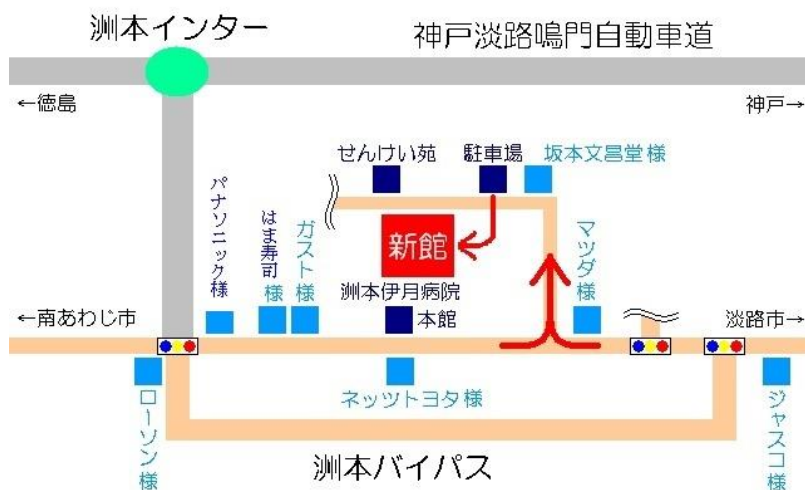 洲本インター
神戸淡路鳴門自動車道
←徳島
神戸→
せんけい苑
駐車場
坂本文昌堂様
パナソニック様
はま寿司様
ガスト様
新館
マツダ様
洲本伊月病院
本館
←南あわじ市
淡路市→
ローソン様
ネッツトヨタ様
ジャスコ様
洲本バイパス